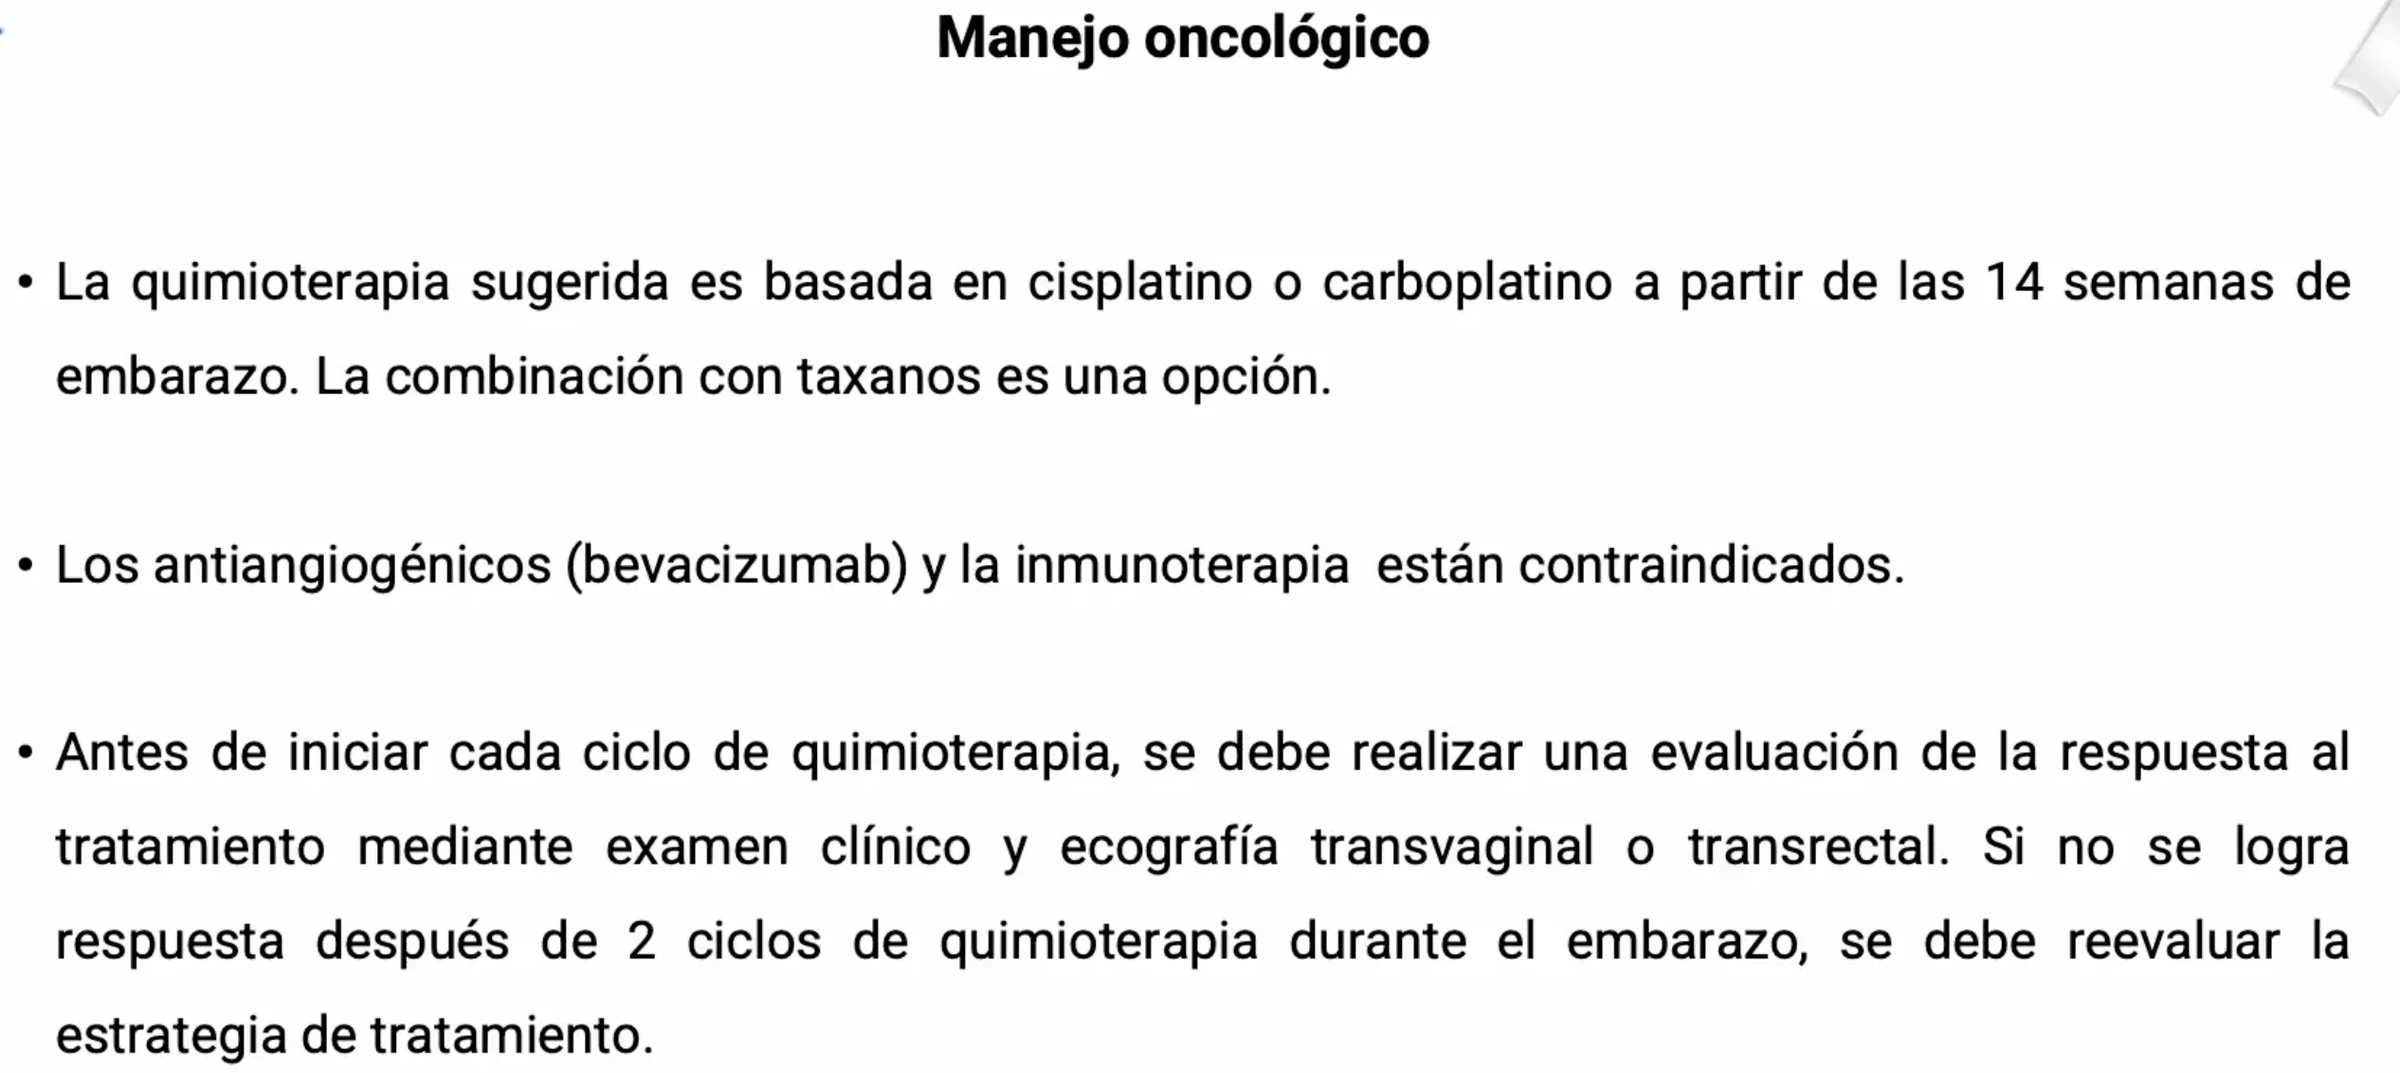 Manejo oncológico
• La quimioterapia sugerida es basada en cisplatino o carboplatino a partir de las 14 semanas de
embarazo. La combinación con taxanos es una opción.
• Los antiangiogénicos (bevacizumab) y la inmunoterapia  están contraindicados.
• Antes de iniciar cada ciclo de quimioterapia, se debe realizar una evaluación de la respuesta al
tratamiento mediante examen clínico y ecografía transvaginal o transrectal. Si no se logra
respuesta después de 2 ciclos de quimioterapia durante el embarazo, se debe reevaluar la
estrategia de tratamiento.